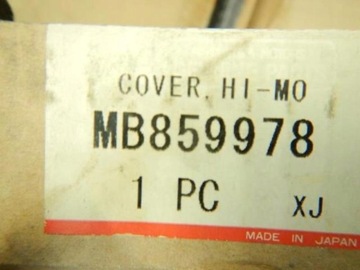 COVER, HI-MO
MB859978
1 PC XJ
MADE IN JAPAN